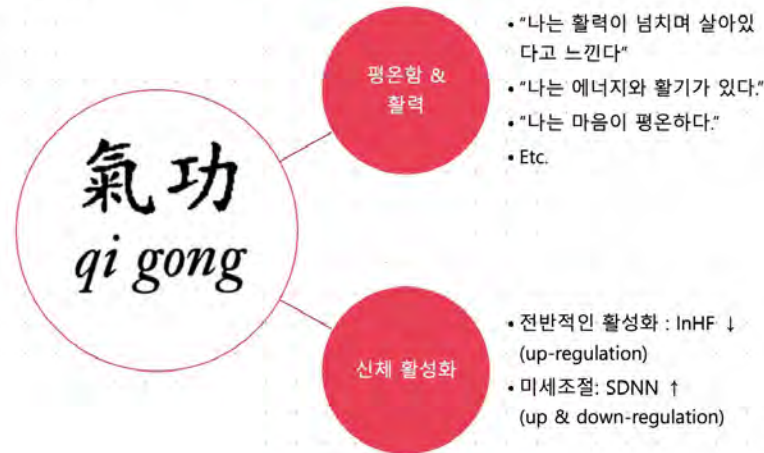 氣功
qi gong
평온함 &
활력
• “나는 활력이 넘치며 살아있
다고 느낀다“
• “나는 에너지와 활기가 있다.”
• “나는 마음이 평온하다.”
• Etc.
신체 활성화
• 전반적인 활성화 : lnHF ↓
(up-regulation)
• 미세조절: SDNN ↑
(up & down-regulation)